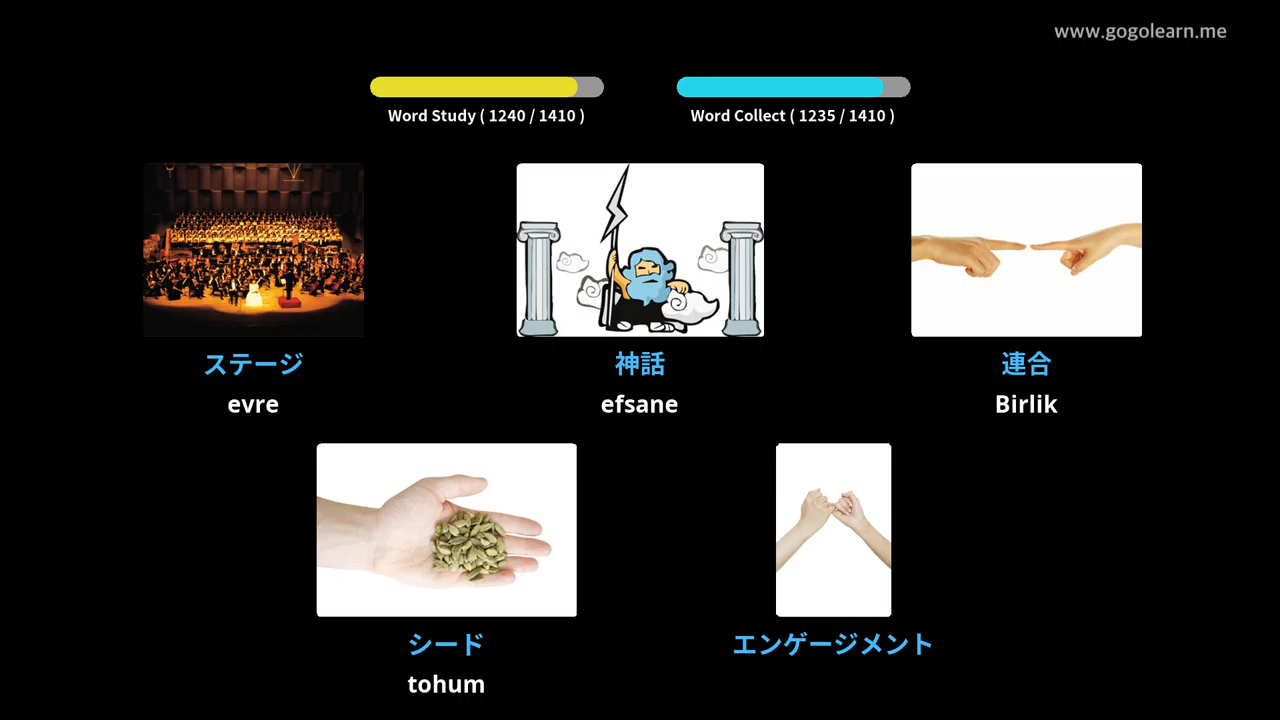 www.gogolearn.me
Word Study ( 1240 / 1410 )
Word Collect ( 1235 / 1410 )
ステージ
evre
神話
efsane
連合
Birlik
シード
tohum
エンゲージメント